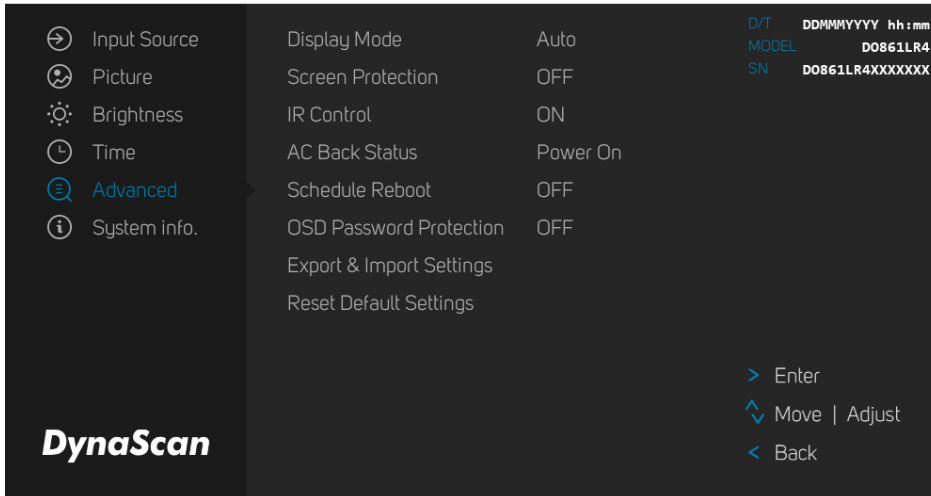 Input Source
Picture
Brightness
Time
Advanced
System info.
DynaScan
Display Mode Auto
Screen Protection OFF
IR Control ON
AC Back Status Power On
Schedule Reboot OFF
OSD Password Protection OFF
Export & Import Settings
Reset Default Settings
D/T DDMMMYYYY hh:mm
MODEL DO861LR4
SN DO861LR4XXXXXXX
> Enter
Move | Adjust
< Back